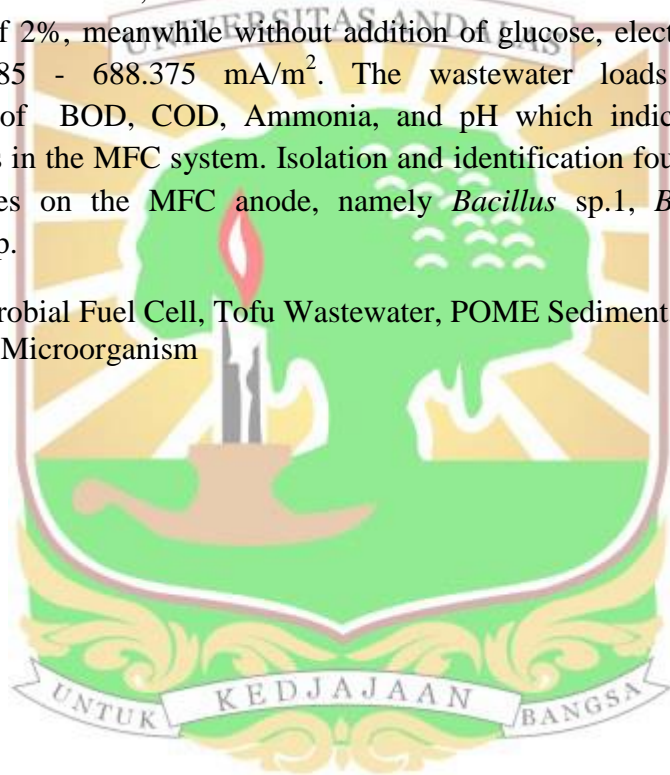 UNIVERSITAS ANDALAS
of 2%, meanwhile without addition of glucose, elect
85 - 688.375 mA/m².  The wastewater loads
of BOD, COD, Ammonia, and pH which indic
s in the MFC system. Isolation and identification fou
es on the MFC anode, namely Bacillus sp.1, B
p.
robial Fuel Cell, Tofu Wastewater, POME Sediment
Microorganism
UNTUK KEDJAJAAN BANGSA